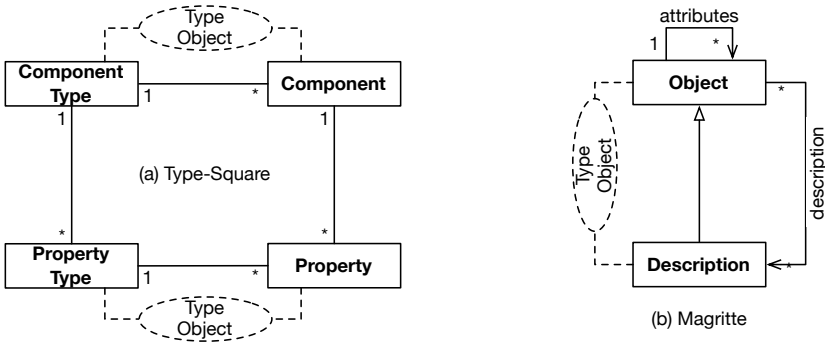 Type
Object
Component
Type
1
*
Component
1
1
(a) Type-Square
*
*
Property
Type
1
*
Property
Type
Object
attributes
1
*
Object
*
Type
Object
description
Description
*
(b) Magritte